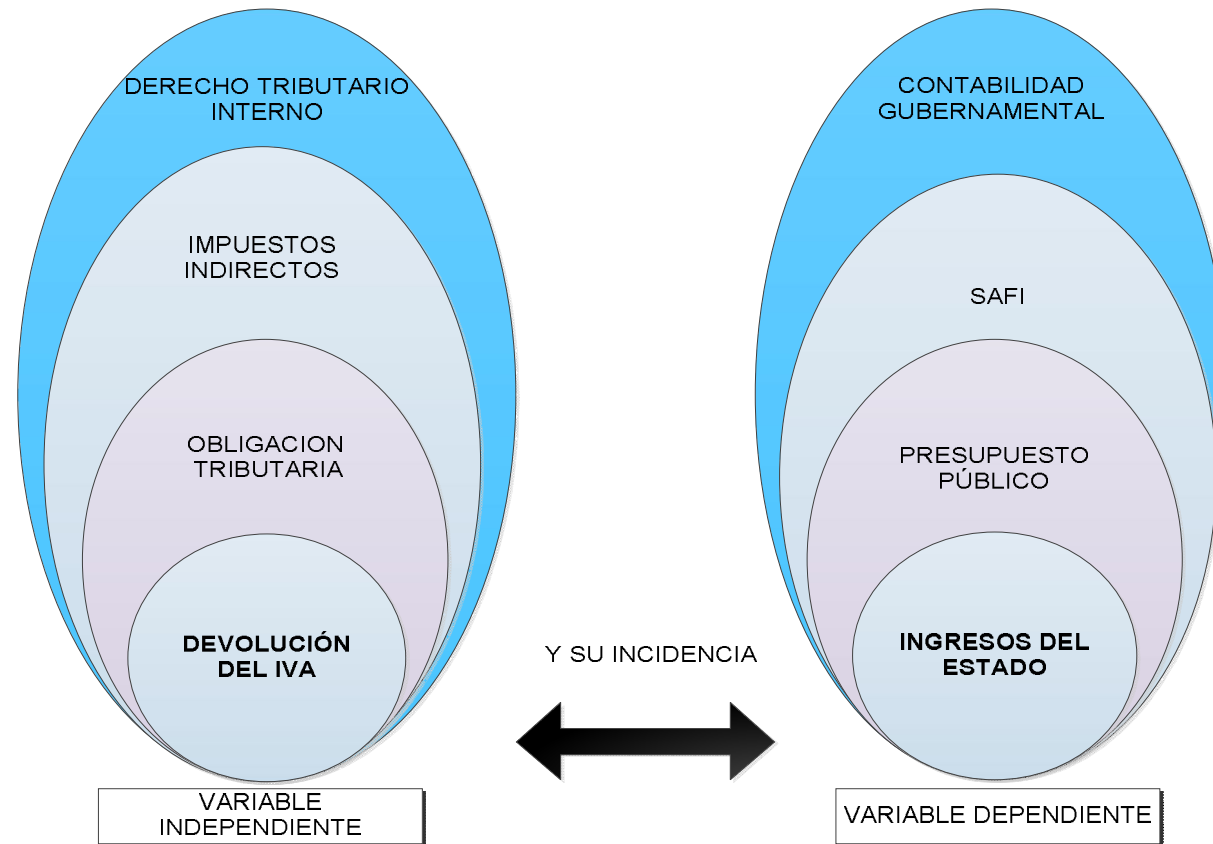 DERECHO TRIBUTARIO
INTERNO
IMPUESTOS
INDIRECTOS
OBLIGACION
TRIBUTARIA
DEVOLUCIÓN
DEL IVA
VARIABLE
INDEPENDIENTE
Y SU INCIDENCIA
CONTABILIDAD
GUBERNAMENTAL
SAFI
PRESUPUESTO
PÚBLICO
INGRESOS DEL
ESTADO
VARIABLE DEPENDIENTE